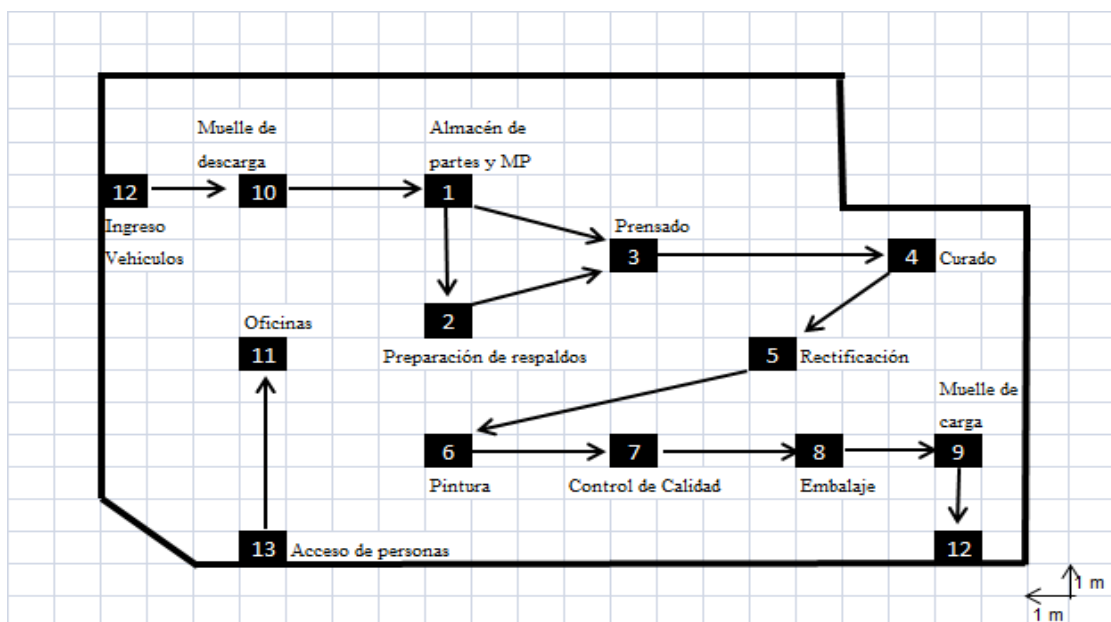 Muelle de
descarga
Almacén de
partes y MP
12
10
1
Ingreso
Vehiculos
Prensado
3
4
Curado
2
Preparación de respaldos
Oficinas
11
5
Rectificación
Muelle de
carga
6
7
8
9
Pintura
Control de Calidad
Embalaje
13
Acceso de personas
12
1 m
1 m